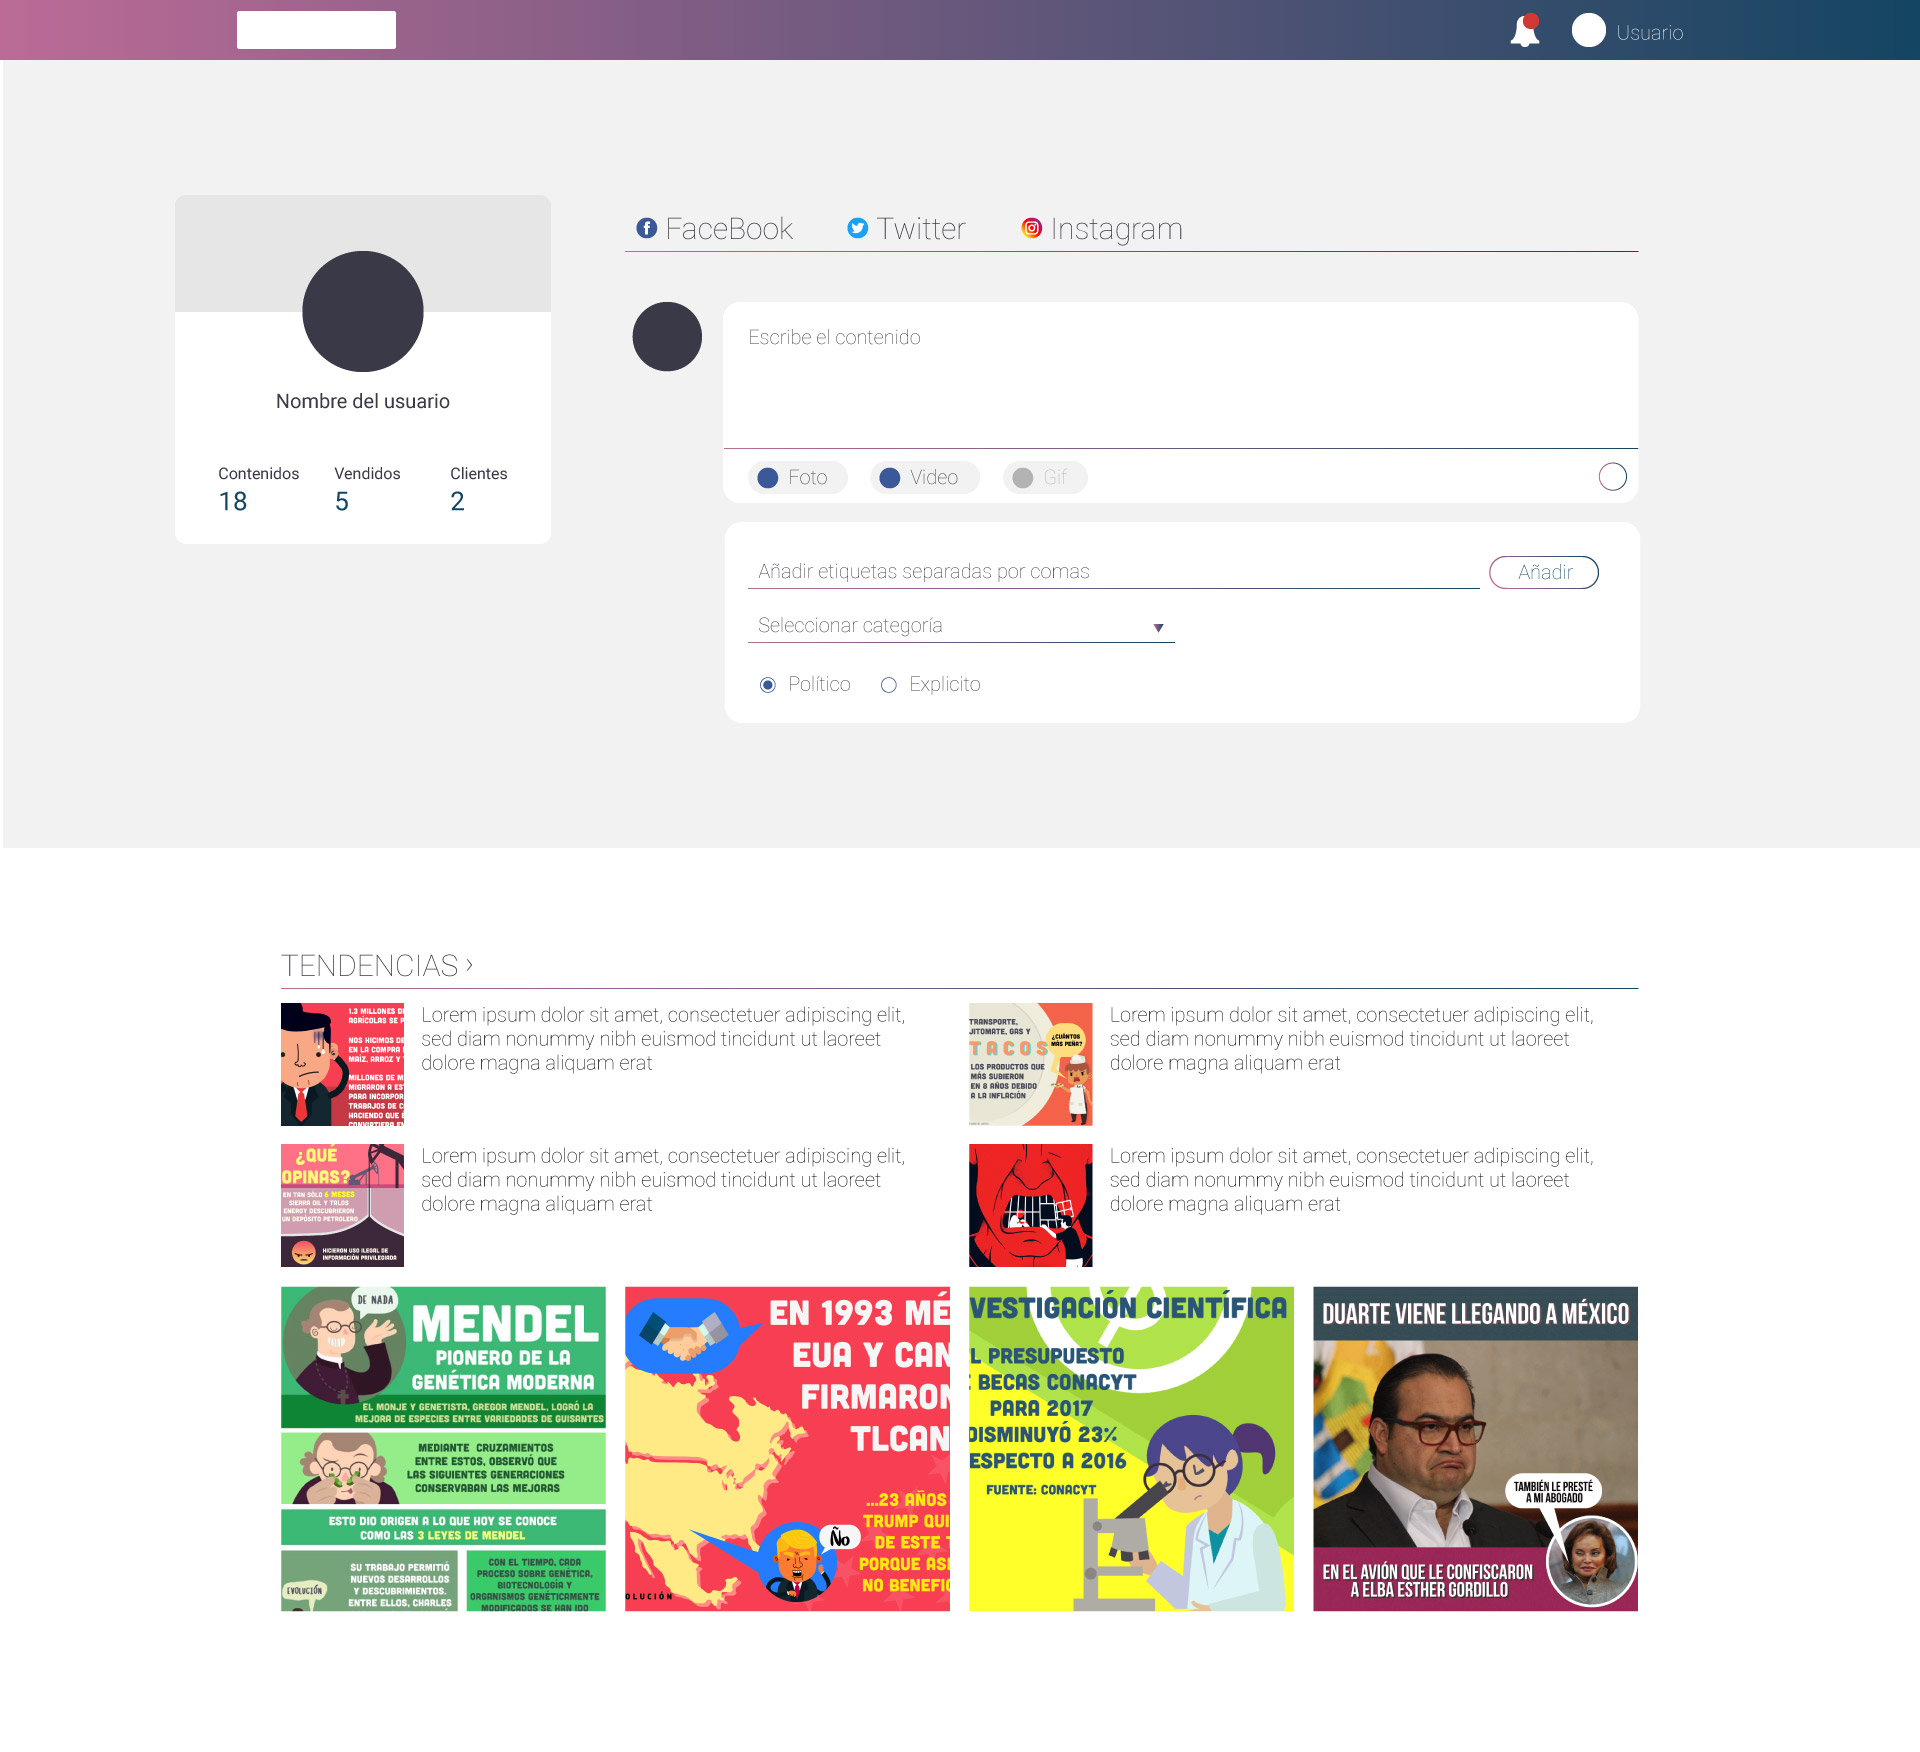 Usuario
FaceBook
Twitter
Instagram
Nombre del usuario
Contenidos
18
Vendidos
5
Clientes
2
Escribe el contenido
Foto
Video
Gif
Añadir etiquetas separadas por comas
Añadir
Seleccionar categoría
Político
Explicito
TENDENCIAS ›
1.3 MILLONES D
AGRÍCOLAS SE P
NOS HICIMOS DE
EN LA COMPRA
MAÍZ, ARROZ Y
MILLONES DE M
MIGRARON A ES
PARA INCORPOR
TRABAJOS DE C
HACIENDO QUE
Lorem ipsum dolor sit amet, consectetuer adipiscing elit,
sed diam nonummy nibh euismod tincidunt ut laoreet
dolore magna aliquam erat
TRANSPORTE,
JITOMATE, GAS Y
TACOS
LOS PRODUCTOS QUE
MÁS SUBIERON
EN 6 AÑOS DEBIDO
A LA INFLACIÓN
¿CUÁNTOS
MÁS PEÑA?
Lorem ipsum dolor sit amet, consectetuer adipiscing elit,
sed diam nonummy nibh euismod tincidunt ut laoreet
dolore magna aliquam erat
¿QUÉ
OPINAS?
EN TAN SÓLO 6 MESES
SIERRA OIL Y TALOS
ENERGY DESCUBRIERON
UN DEPÓSITO PETROLERO
HICIERON USO ILEGAL DE
INFORMACIÓN PRIVILEGIADA
Lorem ipsum dolor sit amet, consectetuer adipiscing elit,
sed diam nonummy nibh euismod tincidunt ut laoreet
dolore magna aliquam erat
Lorem ipsum dolor sit amet, consectetuer adipiscing elit,
sed diam nonummy nibh euismod tincidunt ut laoreet
dolore magna aliquam erat
DE NADA
MENDEL
PIONERO DE LA
GENÉTICA MODERNA
EL MONJE Y GENETISTA, GREGOR MENDEL, LOGRÓ LA
MEJORA DE ESPECIES ENTRE VARIEDADES DE GUISANTES
MEDIANTE CRUZAMIENTOS
ENTRE ESTOS, OBSERVÓ QUE
LAS SIGUIENTES GENERACIONES
CONSERVABAN LAS MEJORAS
ESTO DIO ORIGEN A LO QUE HOY SE CONOCE
COMO LAS 3 LEYES DE MENDEL
SU TRABAJO PERMITIÓ
NUEVOS DESARROLLOS
Y DESCUBRIMIENTOS.
ENTRE ELLOS, CHARLES
EVOLUCIÓN
CON EL TIEMPO, CADA
PROCESO SOBRE GENÉTICA,
BIOTECNOLOGÍA Y
ORGANISMOS GENÉTICAMENTE
MODIFICADOS SE HAN IDO
EN 1993 MÉ
EUA Y CAN
FIRMARON
TLCAN
...23 AÑOS
TRUMP QUI
DE ESTE T
PORQUE ASE
NO BENEFIC
Ño
OLUCIÓN
VESTIGACIÓN CIENTÍFICA
L PRESUPUESTO
E BECAS CONACYT
PARA 2017
DISMINUYÓ 23%
ESPECTO A 2016
FUENTE: CONACYT
DUARTE VIENE LLEGANDO A MÉXICO
TAMBIÉN LE PRESTÉ
A MI ABOGADO
EN EL AVIÓN QUE LE CONFISCARON
A ELBA ESTHER GORDILLO